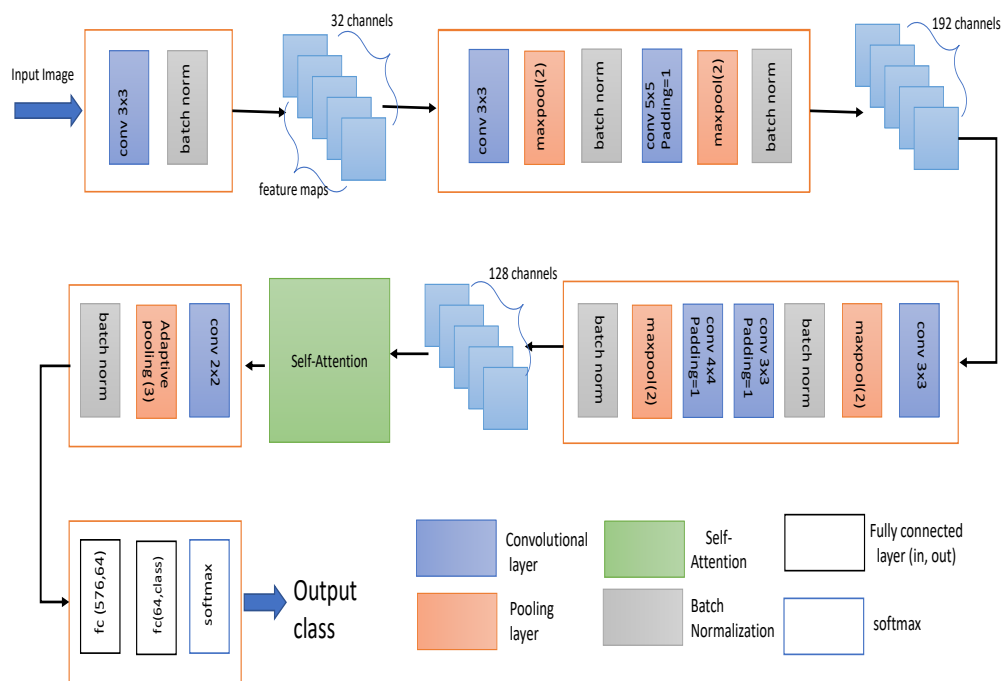 Input Image
conv 3x3
batch norm
32 channels
feature maps
conv 3x3
maxpool(2)
batch norm
conv 5x5
Padding=1
maxpool(2)
batch norm
192 channels
conv 3x3
maxpool(2)
batch norm
conv 3x3
Padding=1
conv 4x4
Padding=1
maxpool(2)
batch norm
128 channels
Self-Attention
conv 2x2
Adaptive
pooling (3)
batch norm
fc (576,64)
fc(64,class)
softmax
Output
class
Convolutional
layer
Self-
Attention
Fully connected
layer (in, out)
Pooling
layer
Batch
Normalization
softmax